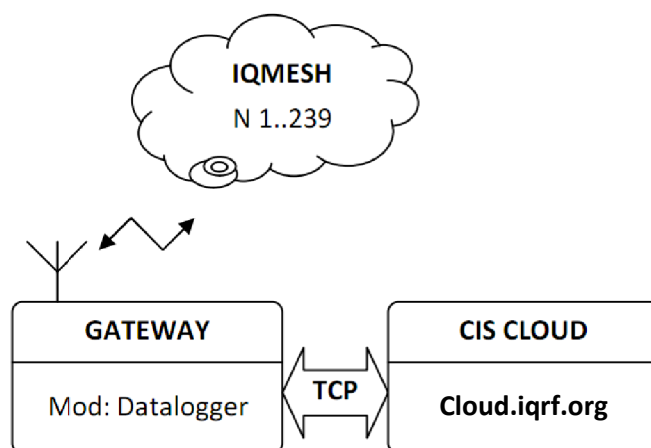 IQMESH
N 1..239
GATEWAY
Mod: Datalogger
TCP
CIS CLOUD
Cloud.iqrf.org